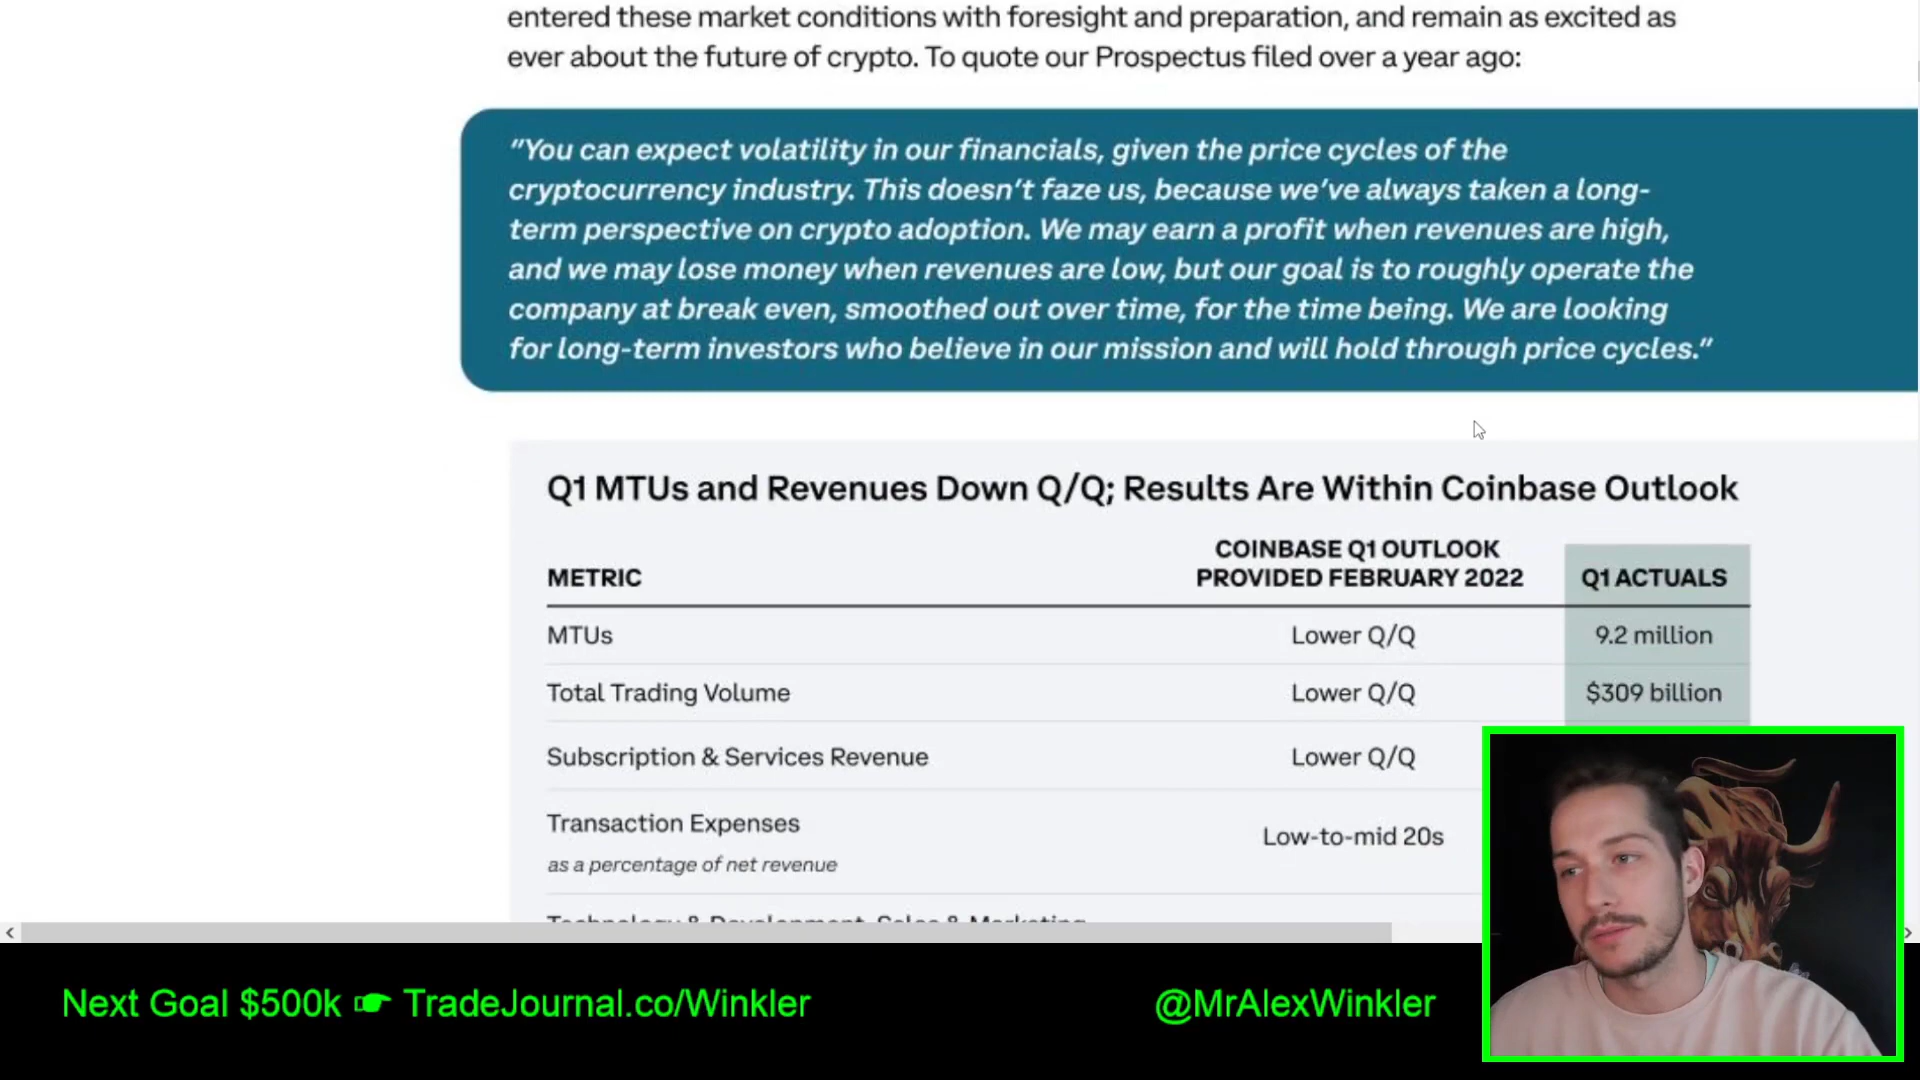 entered these market conditions with foresight and preparation, and remain as excited as
ever about the future of crypto. To quote our Prospectus filed over a year ago:
"You can expect volatility in our financials, given the price cycles of the
cryptocurrency industry. This doesn't faze us, because we've always taken a long-
term perspective on crypto adoption. We may earn a profit when revenues are high,
and we may lose money when revenues are low, but our goal is to roughly operate the
company at break even, smoothed out over time, for the time being. We are looking
for long-term investors who believe in our mission and will hold through price cycles."
Q1 MTUs and Revenues Down Q/Q; Results Are Within Coinbase Outlook
COINBASE Q1 OUTLOOK
METRIC PROVIDED FEBRUARY 2022 Q1 ACTUALS
MTUs Lower Q/Q 9.2 million
Total Trading Volume Lower Q/Q $309 billion
Subscription & Services Revenue Lower Q/Q
Transaction Expenses Low-to-mid 20s
as a percentage of net revenue
Technology & Development, Sales & Marketing
Next Goal $500k 👉 TradeJournal.co/Winkler @MrAlexWinkler